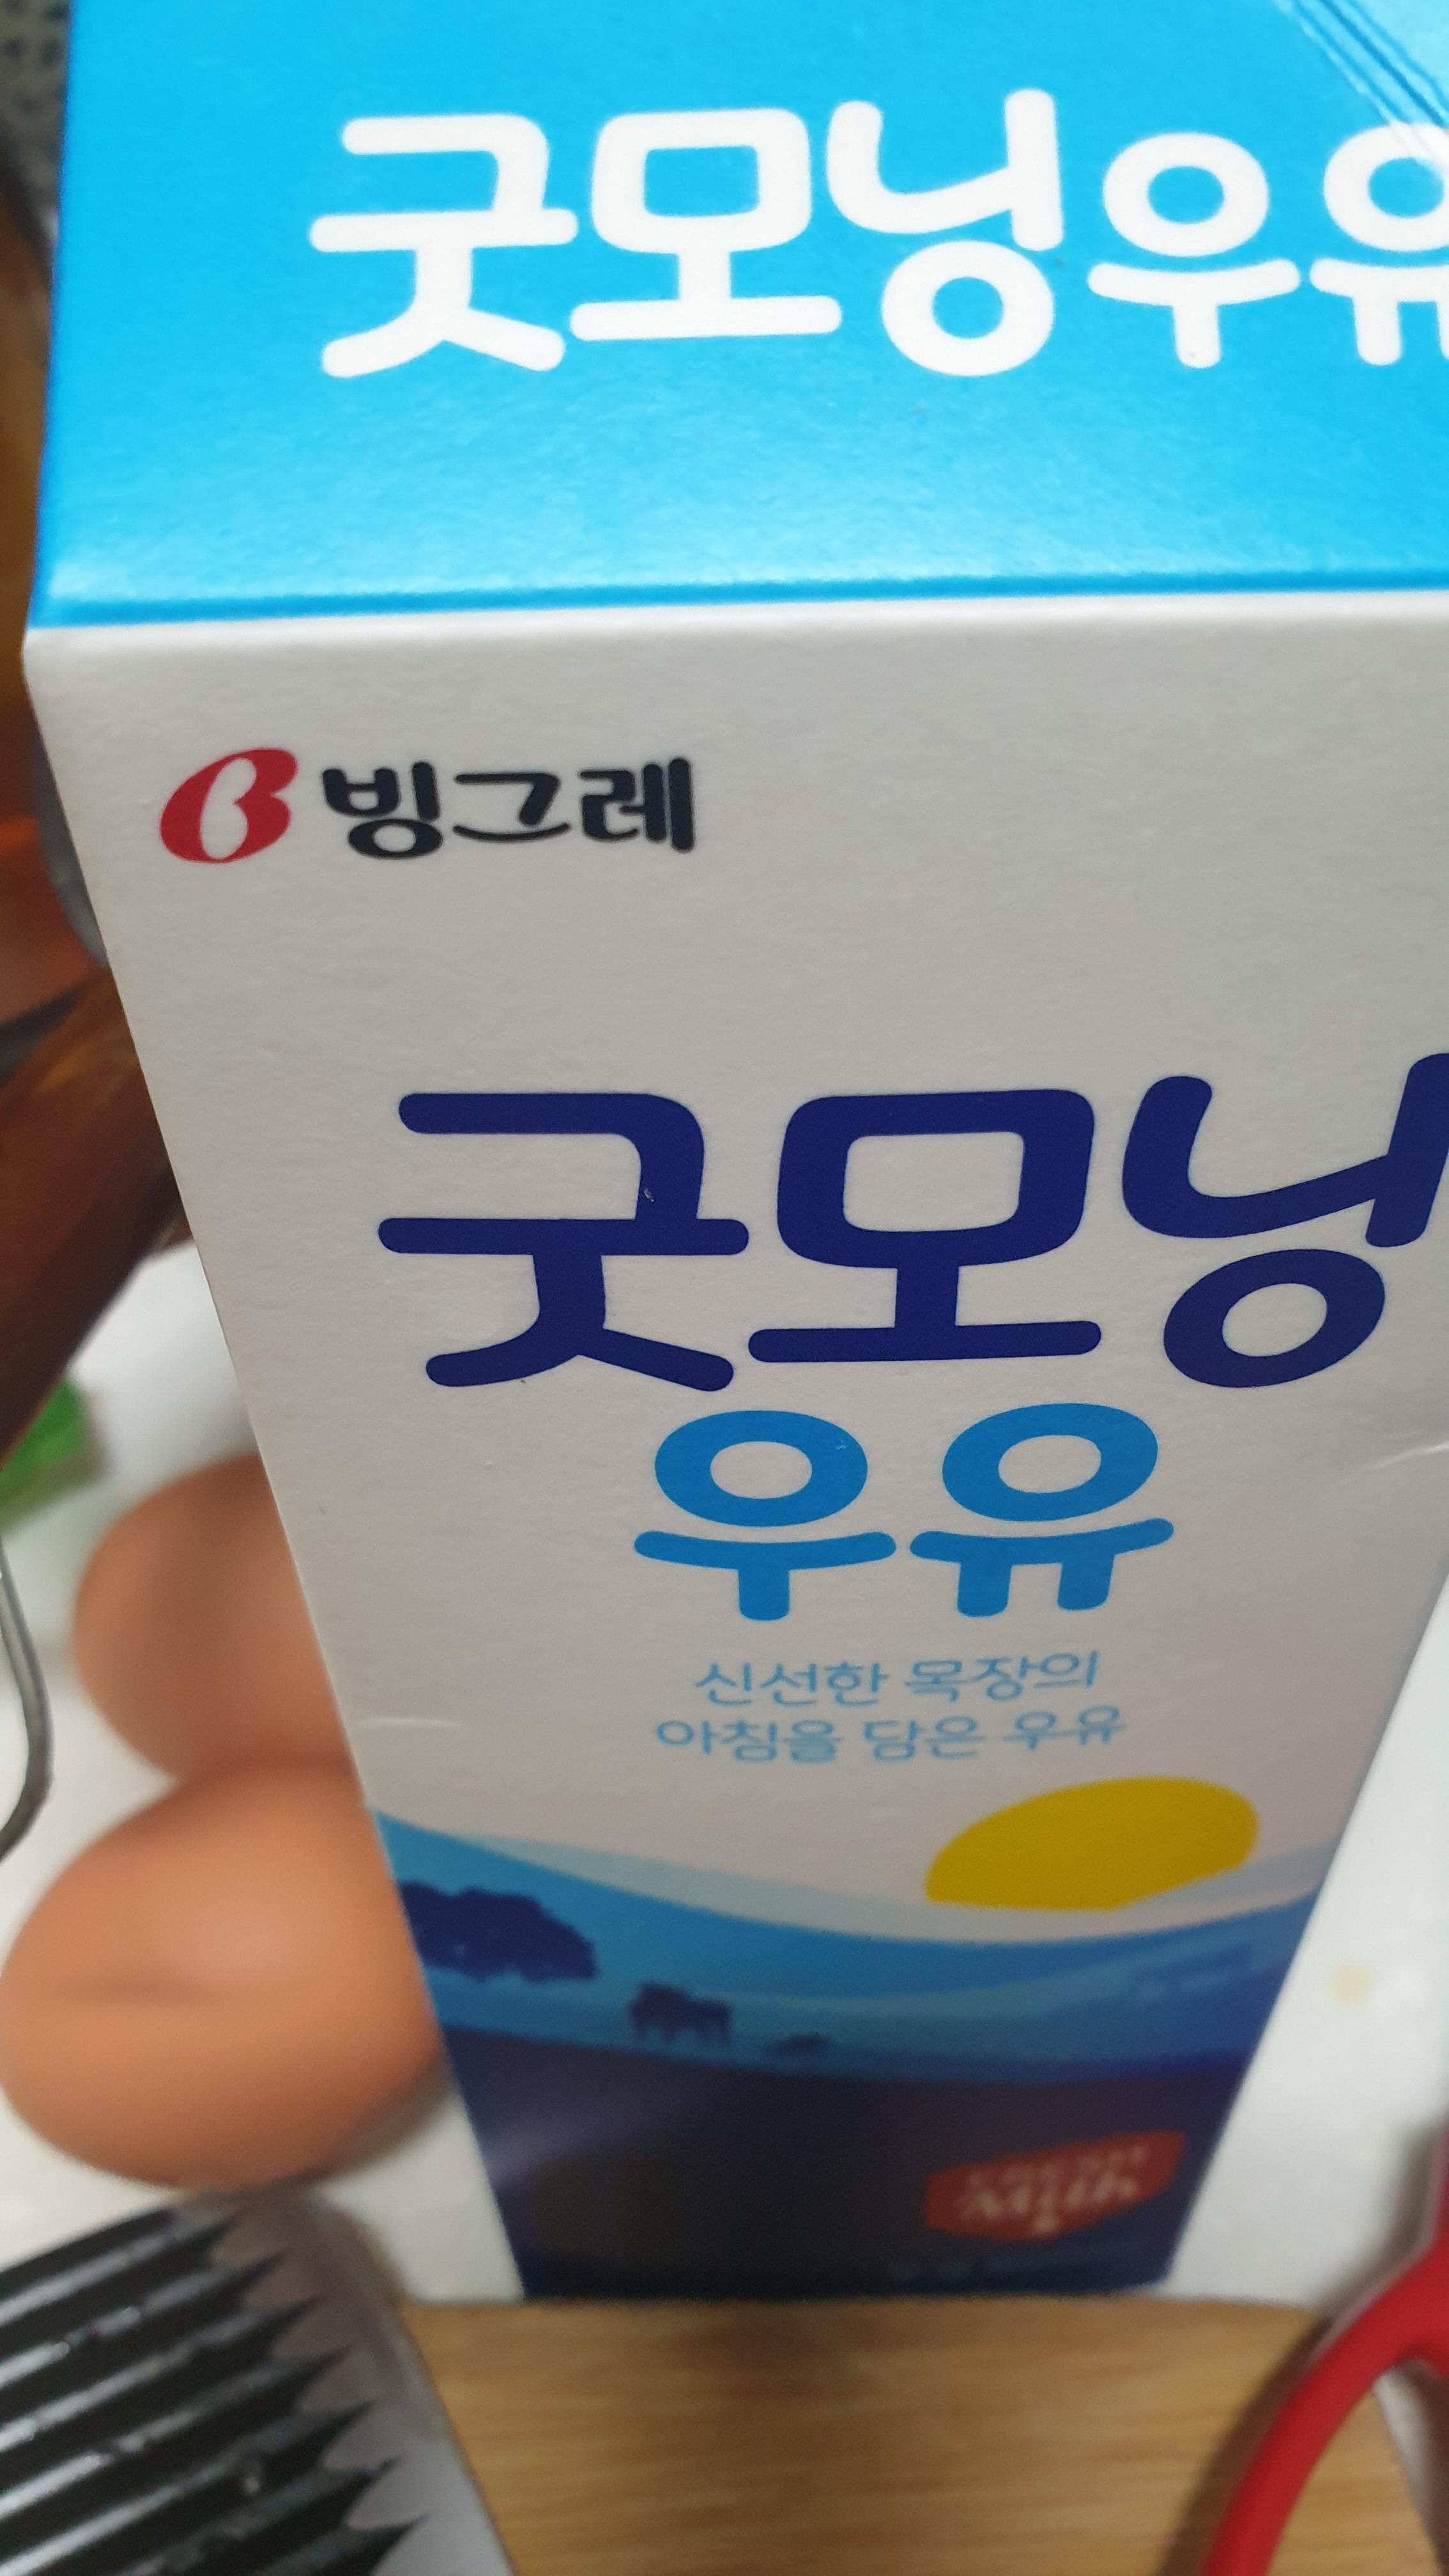 굿모닝우유
빙그레
굿모닝
우유
신선한 목장의
아침을 담은 우유
Milk